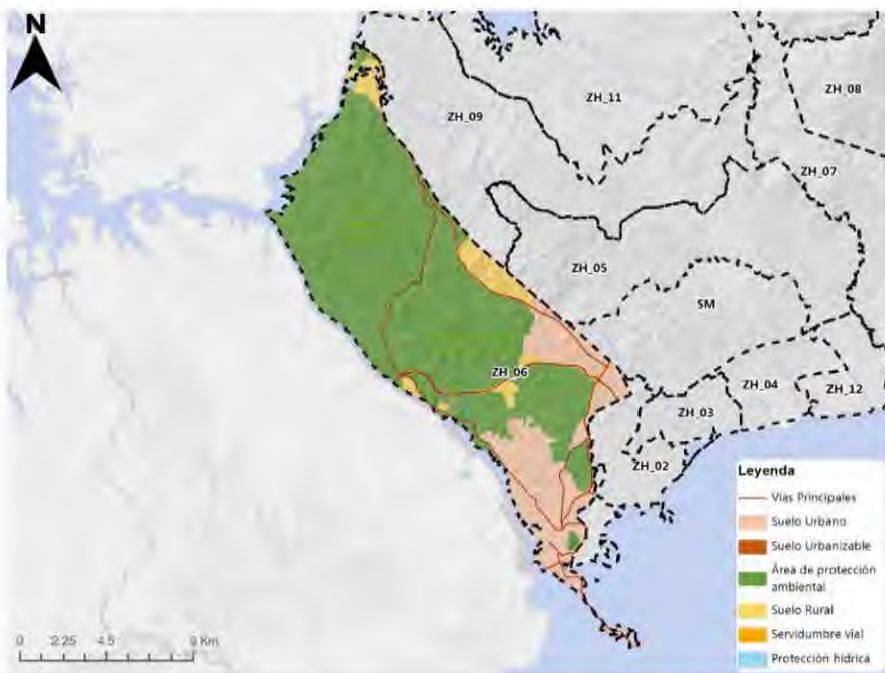 N
ZH_11
ZH_08
ZH_09
ZH_07
ZH_05
SM
ZH_06
ZH_04
ZH_12
ZH_03
ZH_02
Leyenda
Vías Principales
Suelo Urbano
Suelo Urbanizable
Área de protección
ambiental
Suelo Rural
Servidumbre vial
Protección hídrica
0 2.25 4.5 9 Km